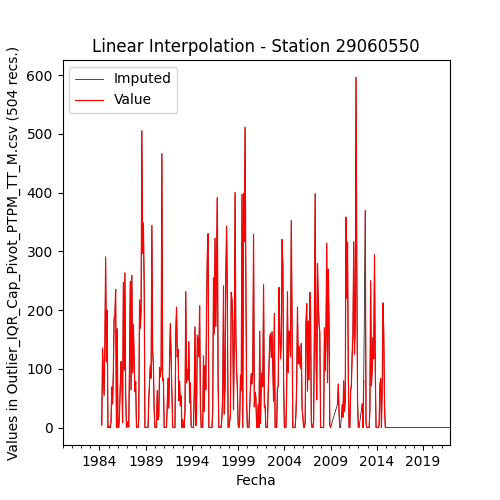 Linear Interpolation - Station 29060550
Values in Outlier_IQR_Cap_Pivot_PTPM_TT_M.csv (504 recs.)
Imputed
Value
600
500
400
300
200
100
0
1984 1989 1994 1999 2004 2009 2014 2019
Fecha